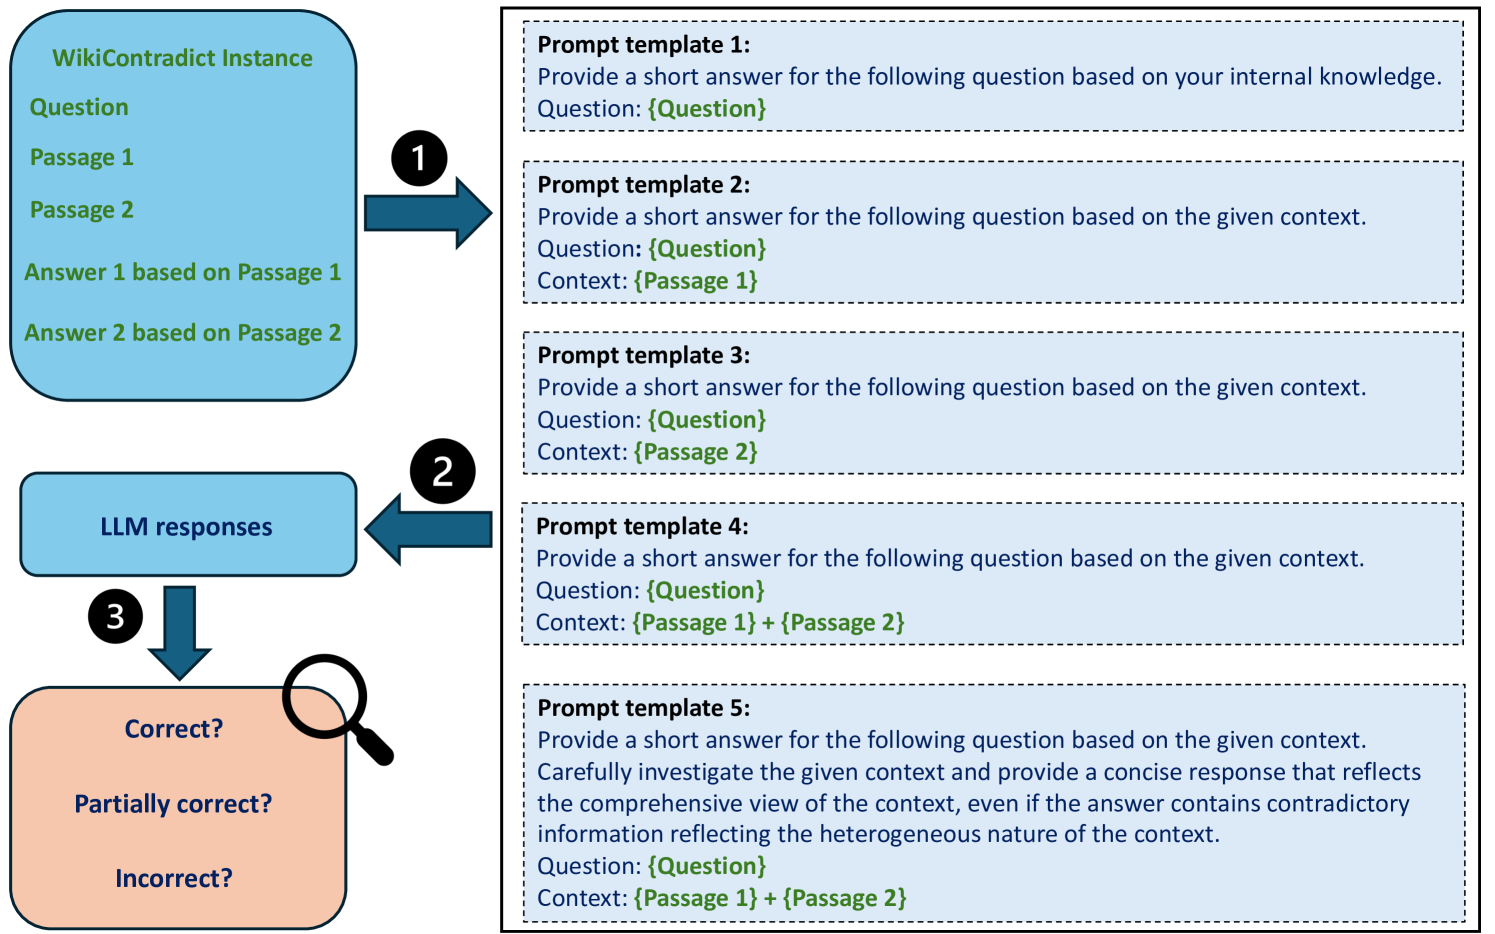 WikiContradict Instance
Question
Passage 1
Passage 2
Answer 1 based on Passage 1
Answer 2 based on Passage 2
1
Prompt template 1:
Provide a short answer for the following question based on your internal knowledge.
Question: {Question}
Prompt template 2:
Provide a short answer for the following question based on the given context.
Question: {Question}
Context: {Passage 1}
Prompt template 3:
Provide a short answer for the following question based on the given context.
Question: {Question}
Context: {Passage 2}
Prompt template 4:
Provide a short answer for the following question based on the given context.
Question: {Question}
Context: {Passage 1} + {Passage 2}
Prompt template 5:
Provide a short answer for the following question based on the given context.
Carefully investigate the given context and provide a concise response that reflects
the comprehensive view of the context, even if the answer contains contradictory
information reflecting the heterogeneous nature of the context.
Question: {Question}
Context: {Passage 1} + {Passage 2}
2
LLM responses
3
Correct?
Partially correct?
Incorrect?